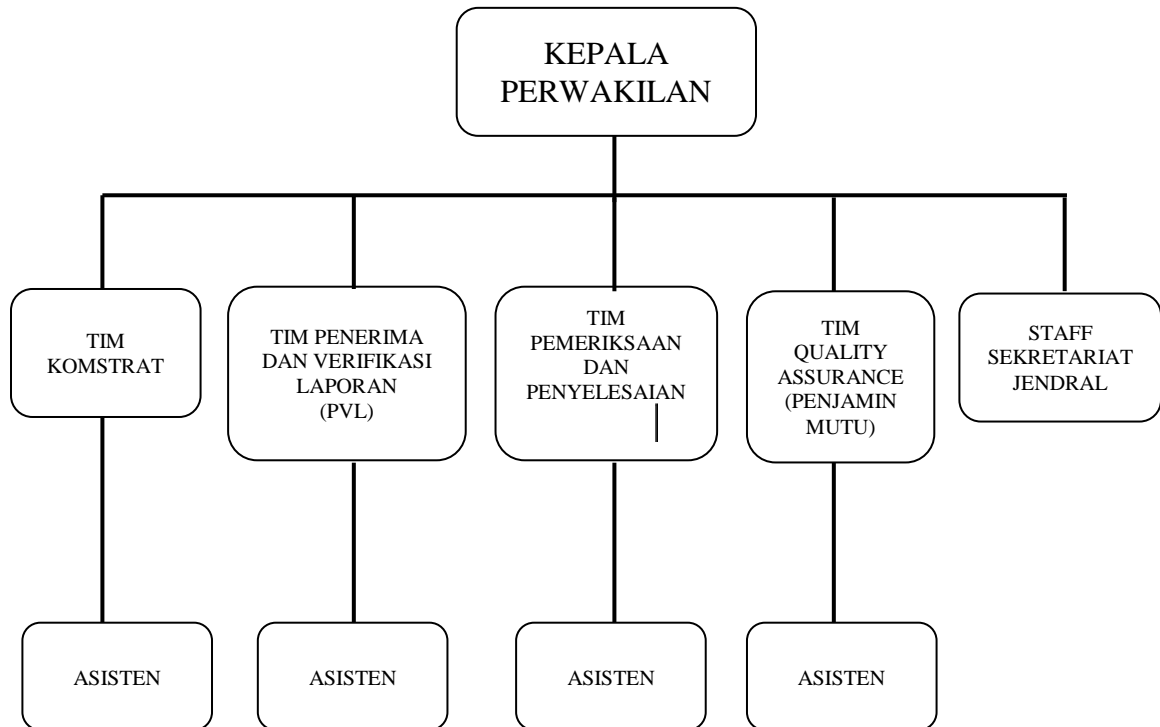 KEPALA
PERWAKILAN
TIM
KOMSTRAT
TIM PENERIMA
DAN VERIFIKASI
LAPORAN
(PVL)
TIM
PEMERIKSAAN
DAN
PENYELESAIAN
TIM
QUALITY
ASSURANCE
(PENJAMIN
MUTU)
STAFF
SEKRETARIAT
JENDRAL
ASISTEN
ASISTEN
ASISTEN
ASISTEN